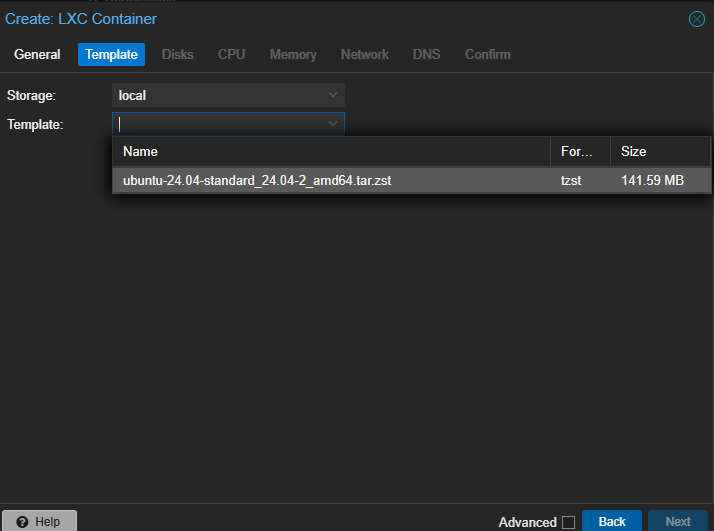 Create: LXC Container
General Template Disks CPU Memory Network DNS Confirm
Storage: local
Template:
Name For... Size
ubuntu-24.04-standard_24.04-2_amd64.tar.zst tzst 141.59 MB
Help Advanced Back Next